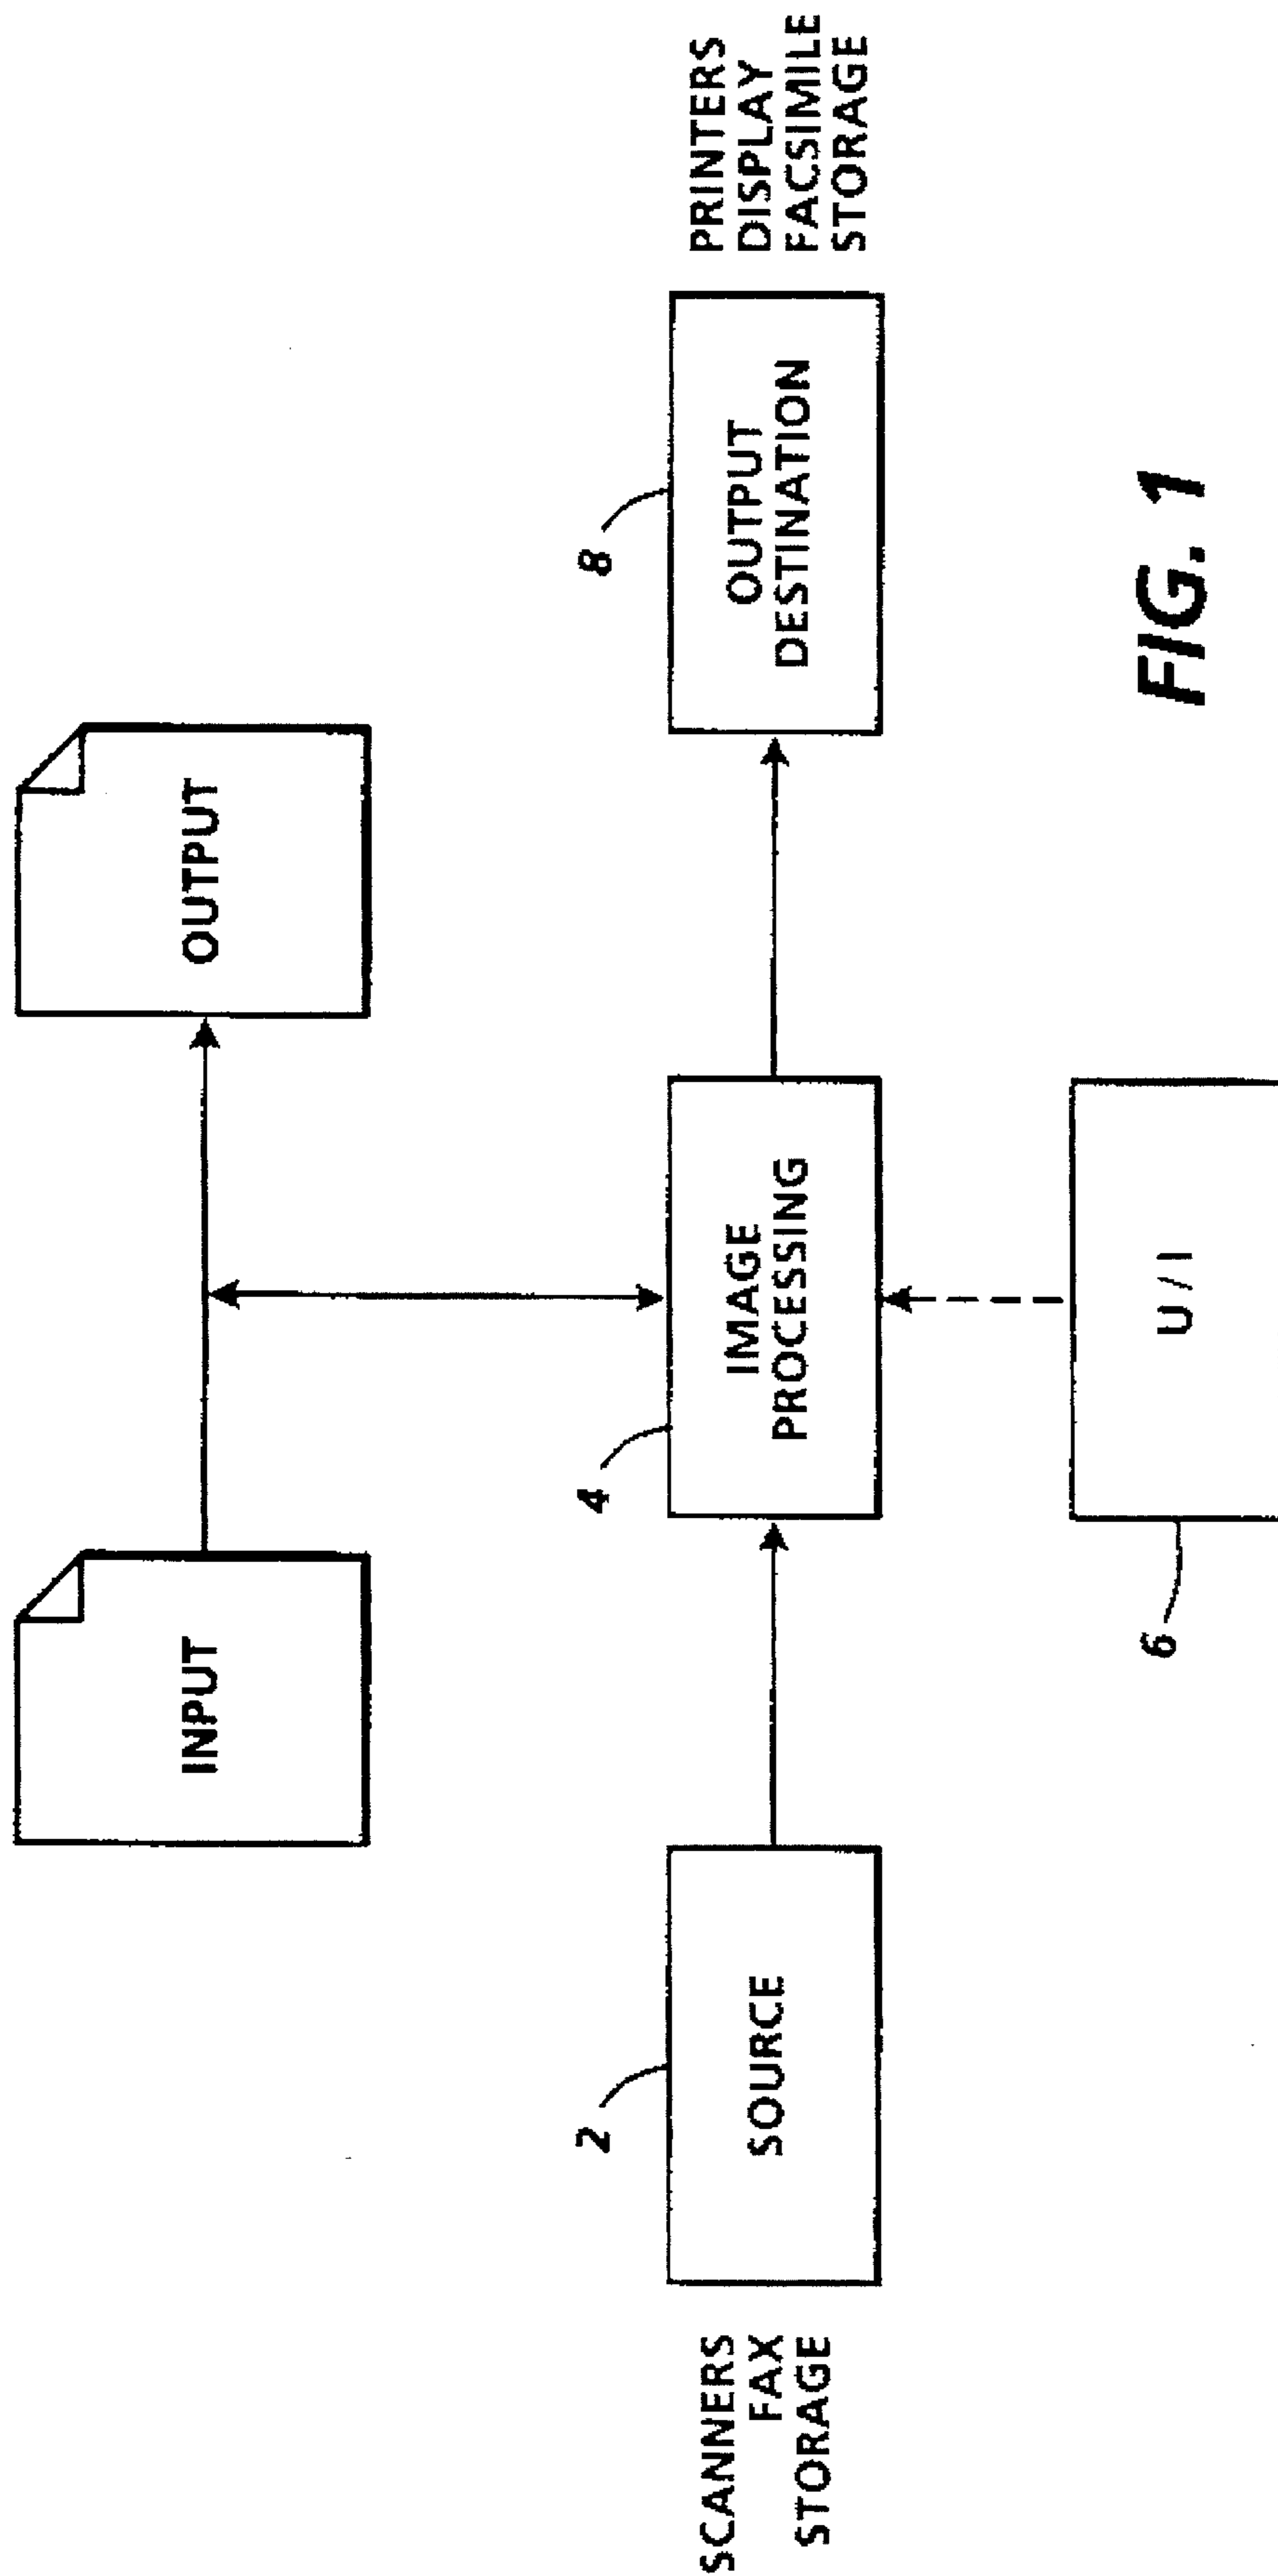 INPUT
OUTPUT
SCANNERS
FAX
STORAGE
2
SOURCE
4
IMAGE
PROCESSING
8
OUTPUT
DESTINATION
PRINTERS
DISPLAY
FACSIMILE
STORAGE
6
U / I
FIG. 1